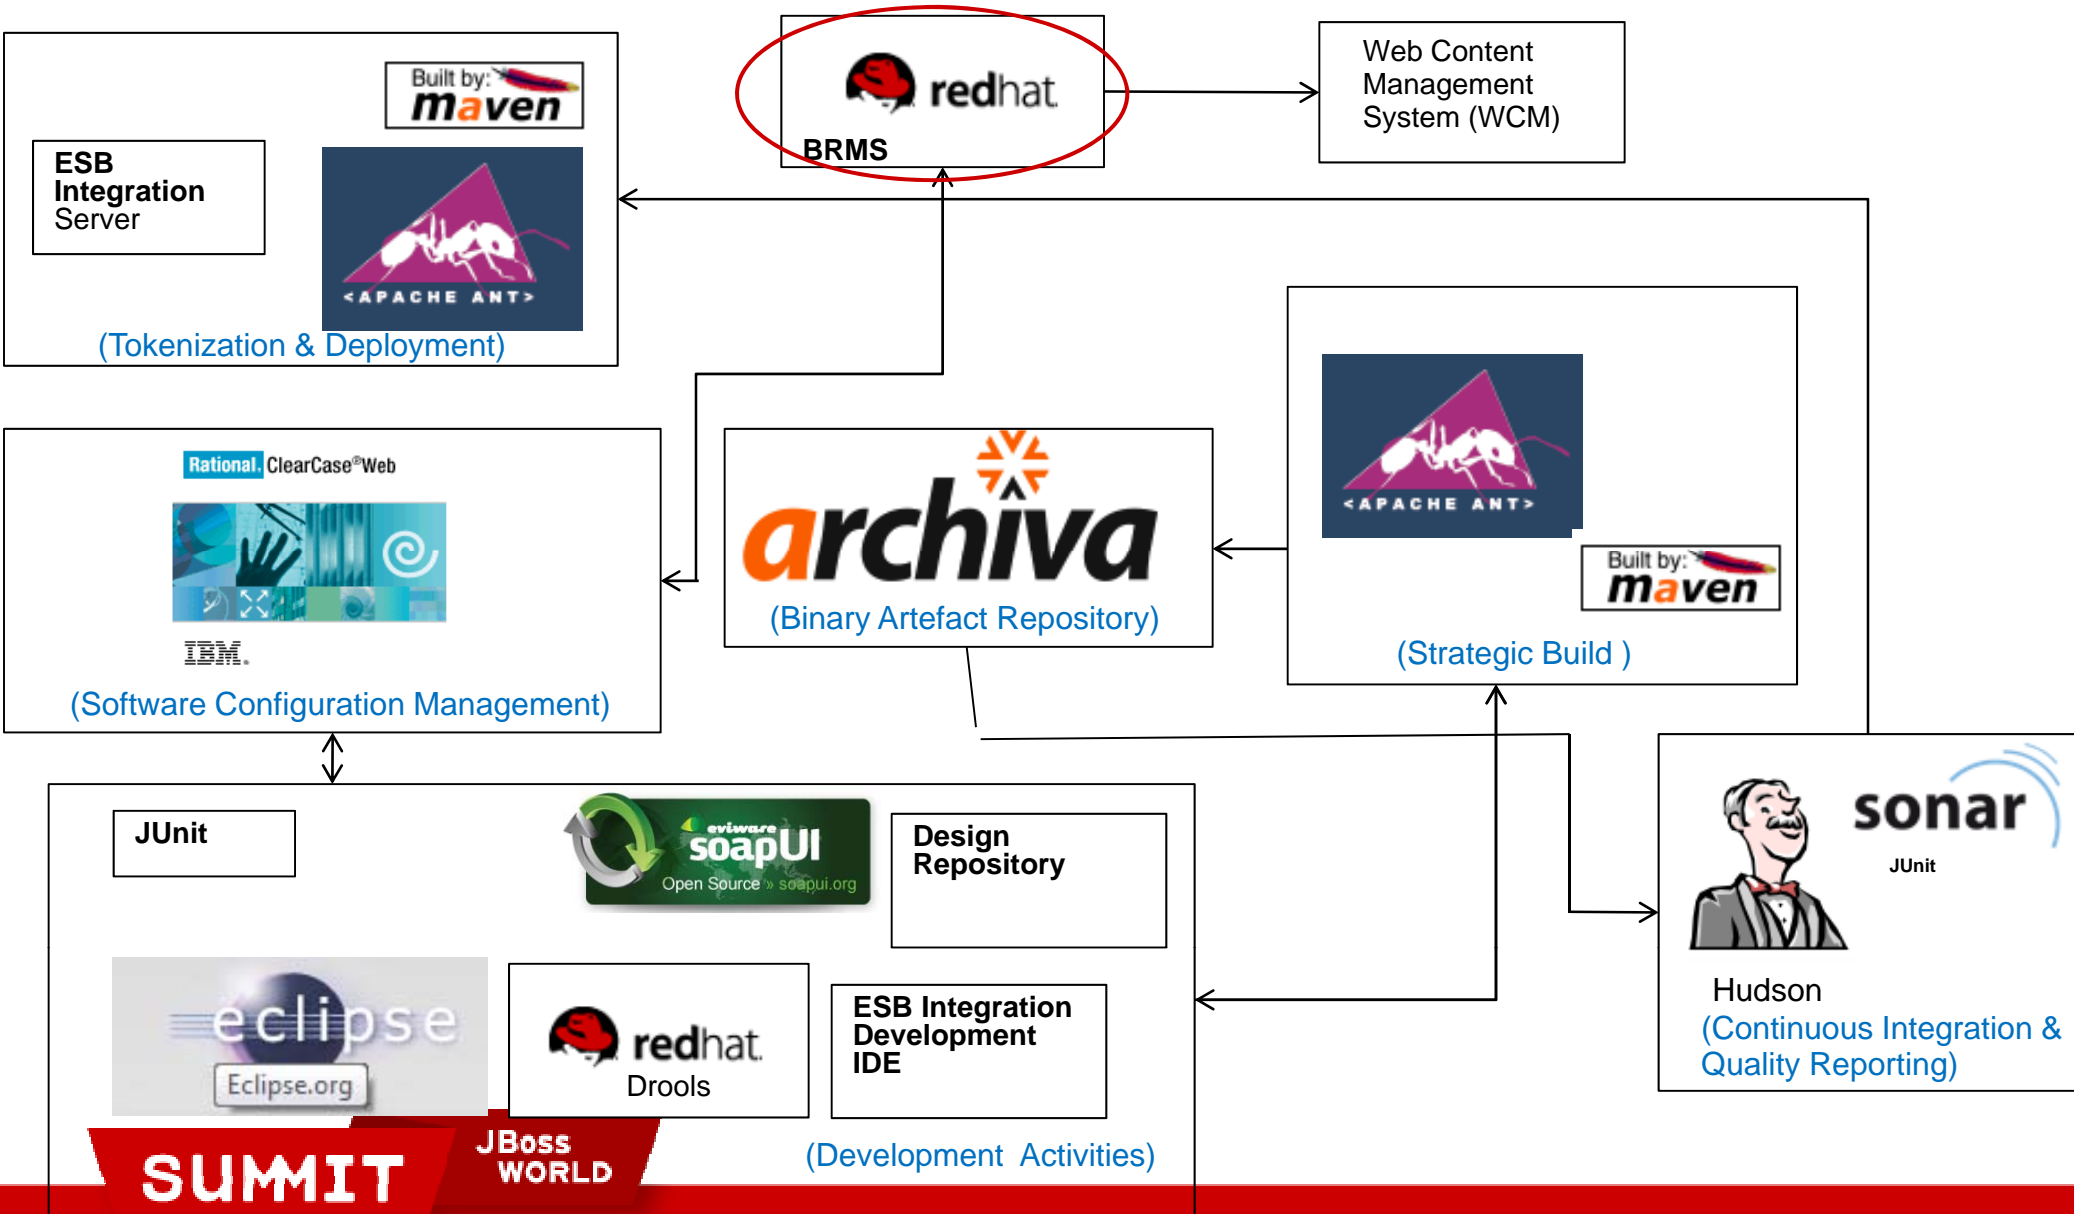 Built by:
maven
ESB
Integration
Server
<APACHE ANT>
(Tokenization & Deployment)
redhat.
BRMS
Web Content
Management
System (WCM)
Rational. ClearCase®Web
IBM.
(Software Configuration Management)
archiva
(Binary Artefact Repository)
<APACHE ANT>
Built by:
maven
(Strategic Build )
JUnit
eviware
soapUI
Open Source » soapui.org
Design
Repository
eclipse
Eclipse.org
redhat.
Drools
ESB Integration
Development
IDE
(Development Activities)
sonar
JUnit
Hudson
(Continuous Integration &
Quality Reporting)
SUMMIT
JBoss
WORLD